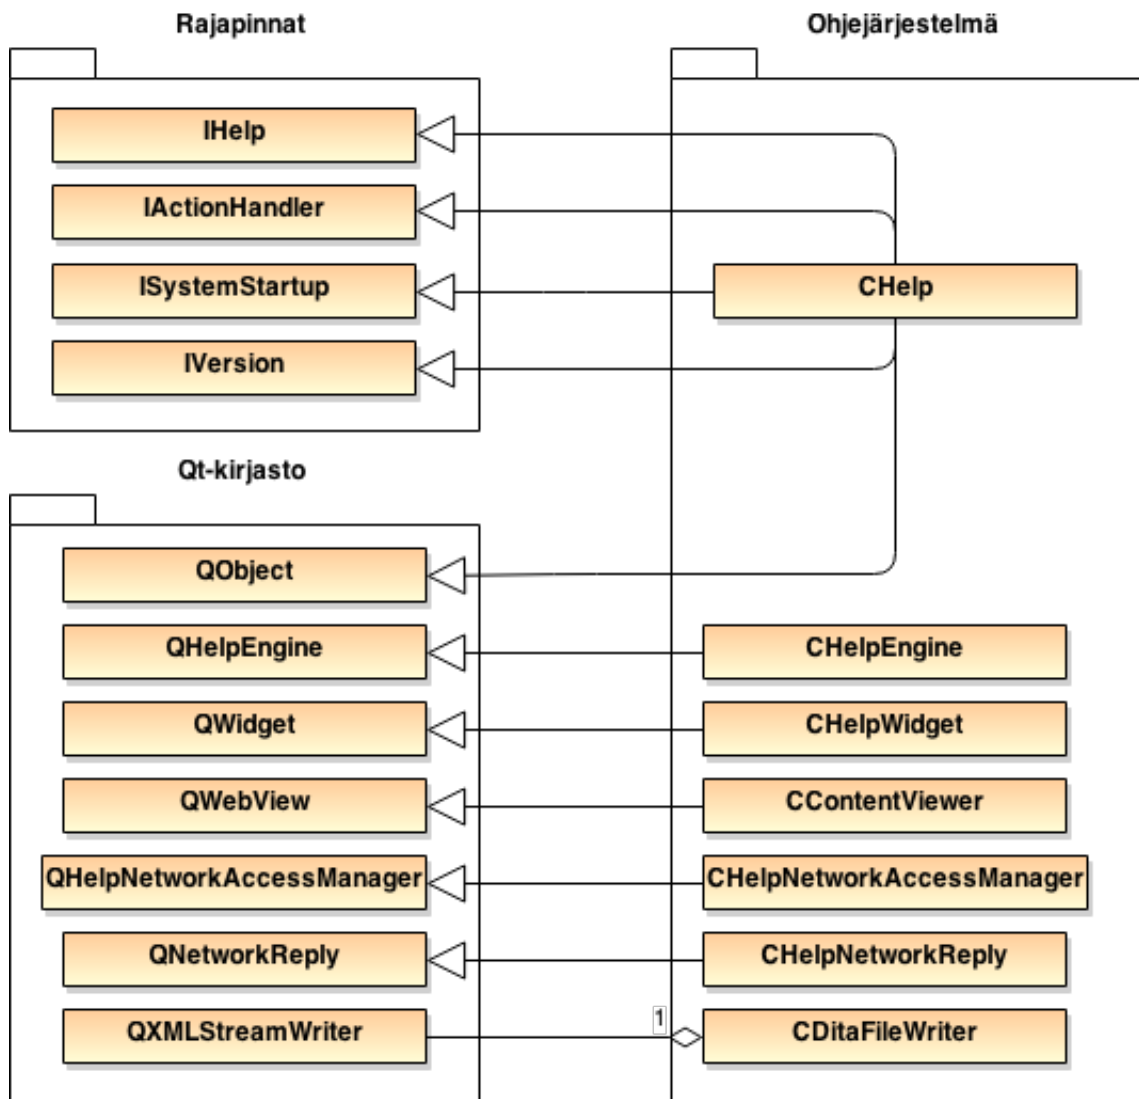 Rajapinnat
Ohjejärjestelmä
IHelp
IActionHandler
ISystemStartup
CHelp
IVersion
Qt-kirjasto
QObject
QHelpEngine
CHelpEngine
QWidget
CHelpWidget
QWebView
CContentViewer
QHelpNetworkAccessManager
CHelpNetworkAccessManager
QNetworkReply
CHelpNetworkReply
QXMLStreamWriter
1
CDitaFileWriter